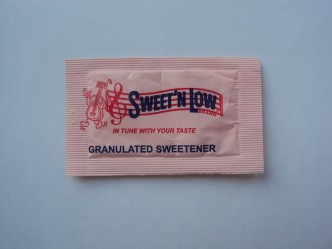 SWEET'N LOW
IN TUNE WITH YOUR TASTE
GRANULATED SWEETENER